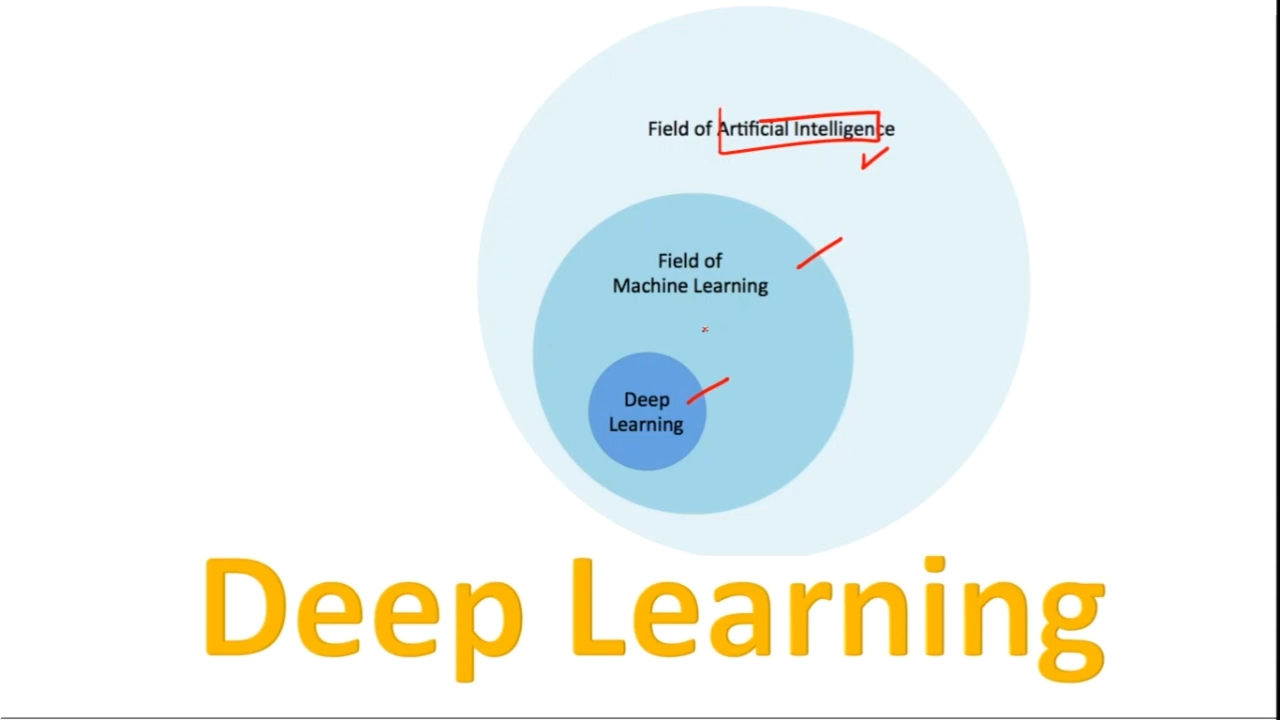 Field of Artificial Intelligence
Field of
Machine Learning
Deep
Learning
Deep Learning